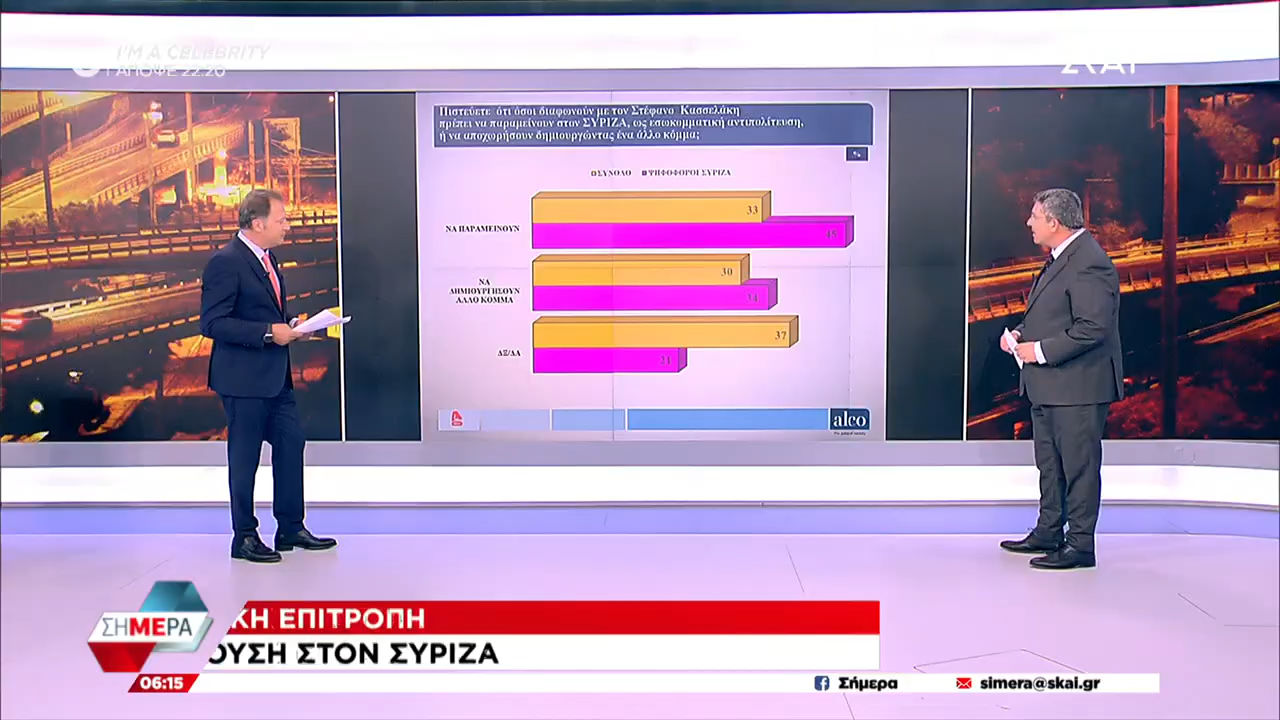 I'M A CELEBRITY
ΑΠΟΨΕ 22:20
ΣΚΑΪ
Πιστεύετε ότι όσοι διαφωνούν με τον Στέφανο Κασσελάκη
πρέπει να παραμείνουν στον ΣΥΡΙΖΑ, ως εσωκομματική αντιπολίτευση,
ή να αποχωρήσουν δημιουργώντας ένα άλλο κόμμα;
%
ΣΥΝΟΛΟ ΨΗΦΟΦΟΡΟΙ ΣΥΡΙΖΑ
ΝΑ ΠΑΡΑΜΕΙΝΟΥΝ
33
45
ΝΑ
ΔΗΜΙΟΥΡΓΗΣΟΥΝ
ΑΛΛΟ ΚΟΜΜΑ
30
34
ΔΞ/ΔΑ
37
21
alco
ΣΗΜΕΡΑ
ΚΗ ΕΠΙΤΡΟΠΗ
ΟΥΣΗ ΣΤΟΝ ΣΥΡΙΖΑ
06:15
Σήμερα
simera@skai.gr